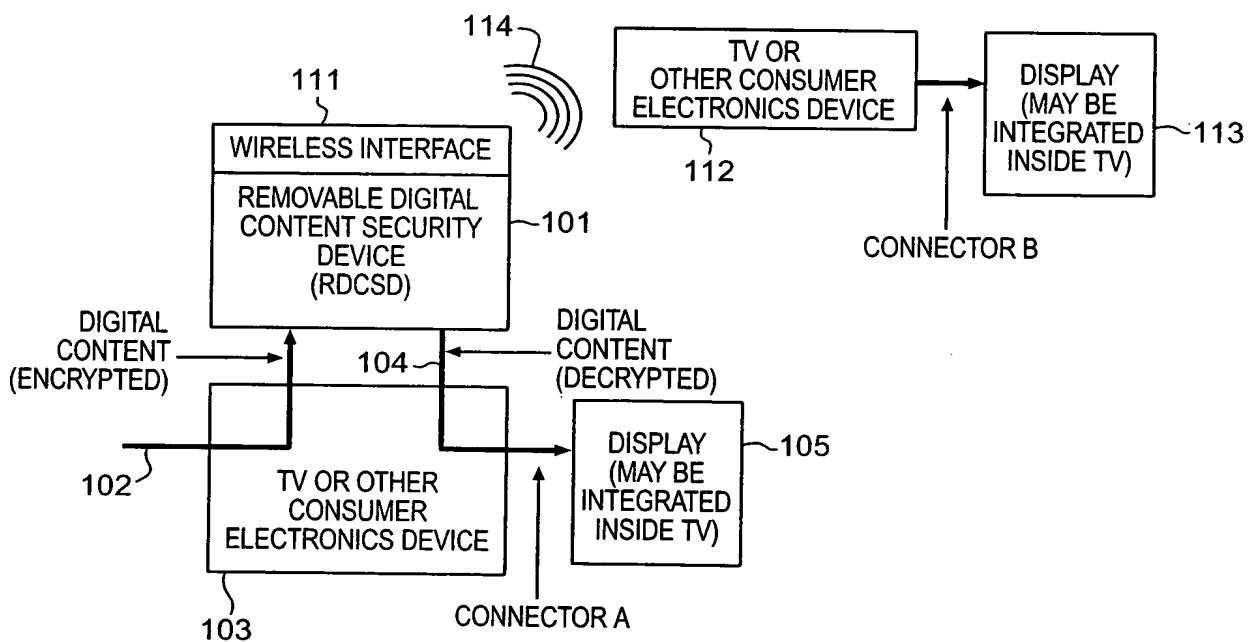 114
111
TV OR
OTHER CONSUMER
ELECTRONICS DEVICE
112
DISPLAY
(MAY BE
INTEGRATED
INSIDE TV)
113
CONNECTOR B
WIRELESS INTERFACE
REMOVABLE DIGITAL
CONTENT SECURITY
DEVICE
(RDCSD)
101
DIGITAL
CONTENT
(ENCRYPTED)
104
DIGITAL
CONTENT
(DECRYPTED)
102
TV OR OTHER
CONSUMER
ELECTRONICS DEVICE
103
DISPLAY
(MAY BE
INTEGRATED
INSIDE TV)
105
CONNECTOR A